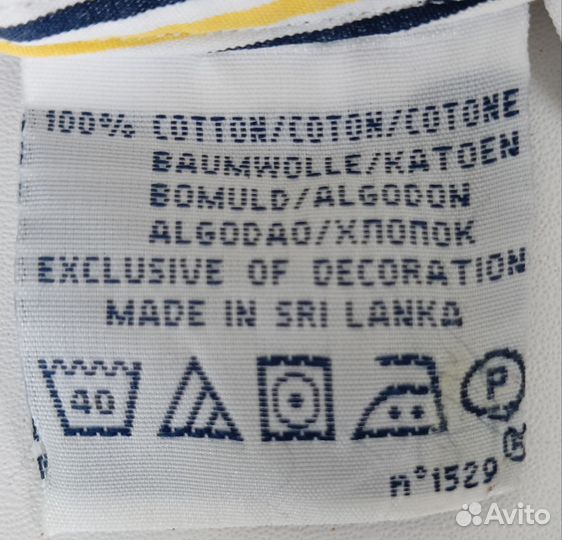 100% COTTON/COTON/COTONE
BAUMWOLLE/KATOEN
BOMULD/ALGODON
ALGODAO/ХЛОПОК
EXCLUSIVE OF DECORATION
MADE IN SRI LANKA
40
P
n°1529
Avito